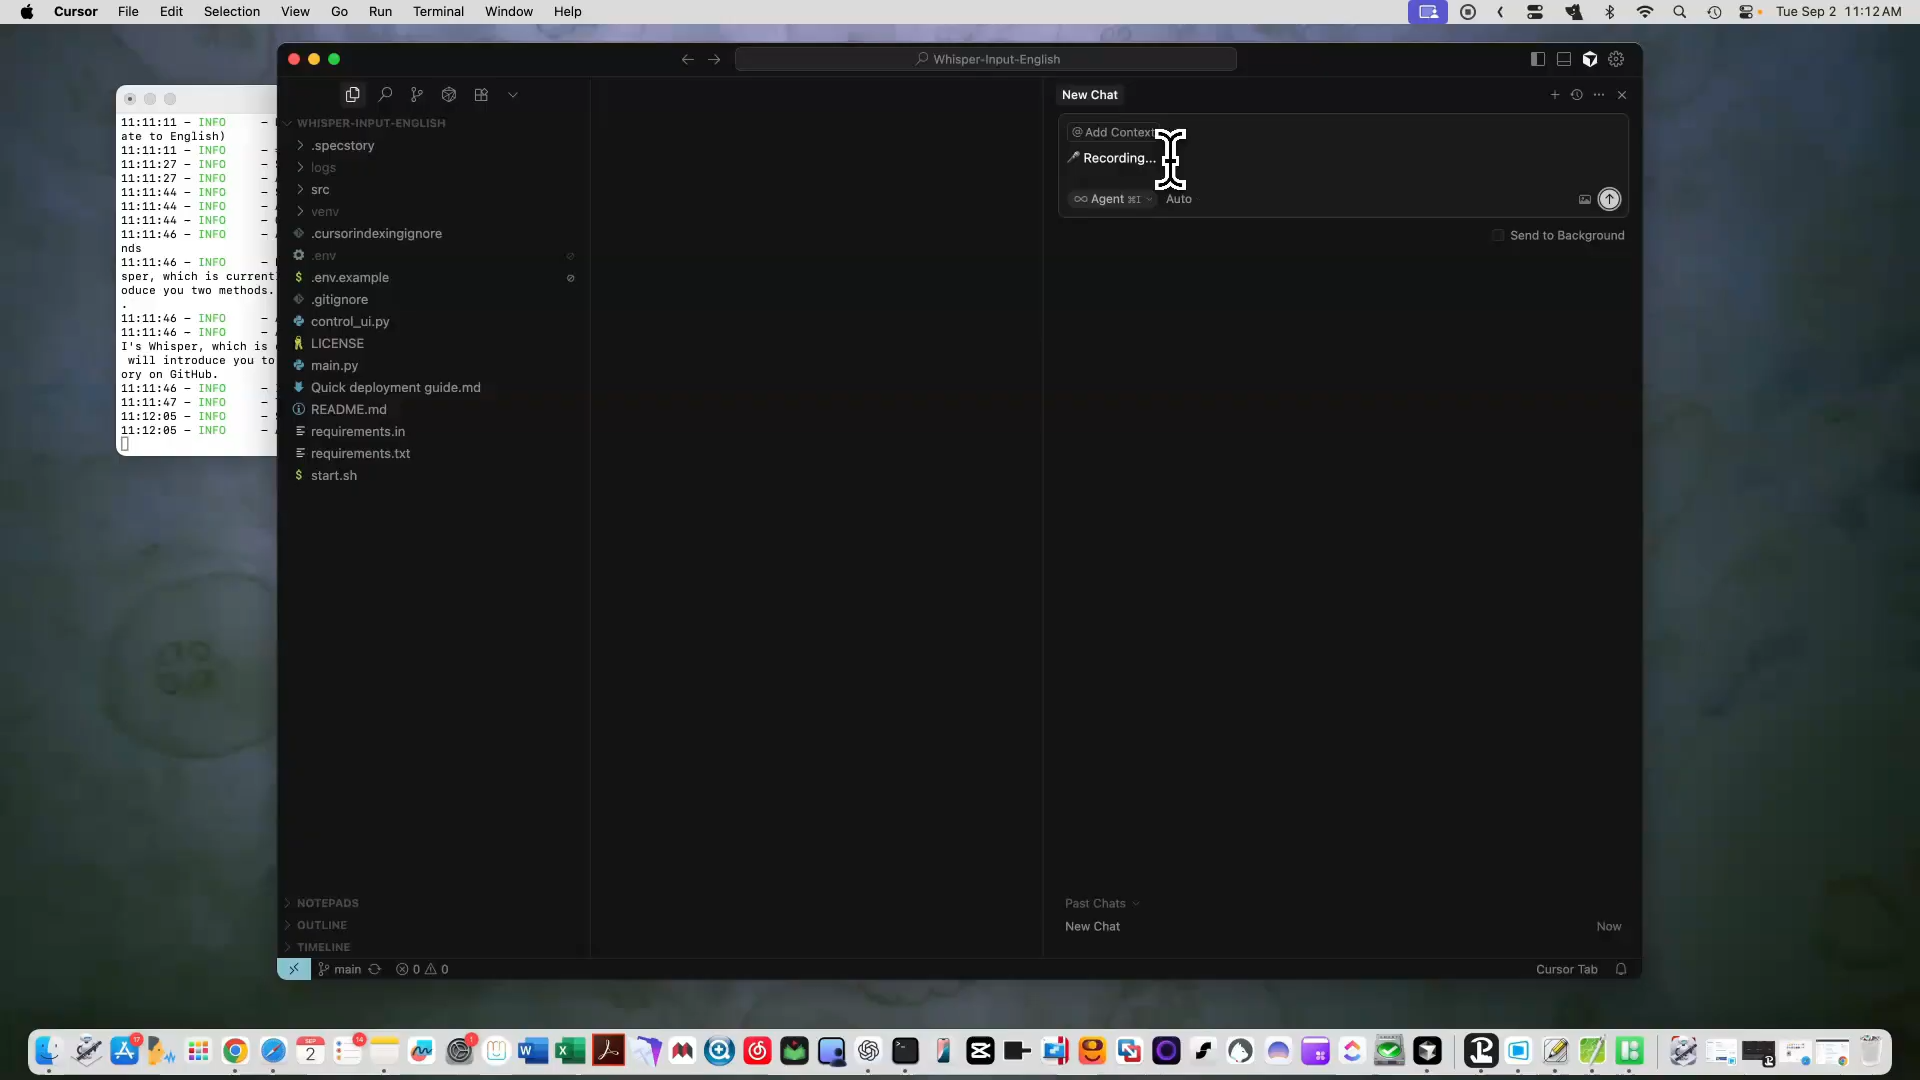 Cursor File Edit Selection View Go Run Terminal Window Help
Tue Sep 2 11:12 AM
Whisper-Input-English
11:11:11 - INFO -
ate to English)
11:11:11 - INFO -
11:11:27 - INFO -
11:11:27 - INFO -
11:11:44 - INFO -
11:11:44 - INFO -
11:11:44 - INFO -
11:11:46 - INFO -
nds
11:11:46 - INFO -
sper, which is current
oduce you two methods.
.
11:11:46 - INFO -
11:11:46 - INFO -
I's Whisper, which is
will introduce you to
ory on GitHub.
11:11:46 - INFO -
11:11:47 - INFO -
11:12:05 - INFO -
11:12:05 - INFO -
WHISPER-INPUT-ENGLISH
.specstory
logs
src
venv
.cursorindexingignore
.env
.env.example
.gitignore
control_ui.py
LICENSE
main.py
Quick deployment guide.md
README.md
requirements.in
requirements.txt
start.sh
NOTEPADS
OUTLINE
TIMELINE
main 0 0
New Chat
@ Add Context
Recording...
Agent ⌘I Auto
Send to Background
Past Chats
New Chat Now
Cursor Tab
17
SEP
2
14
1